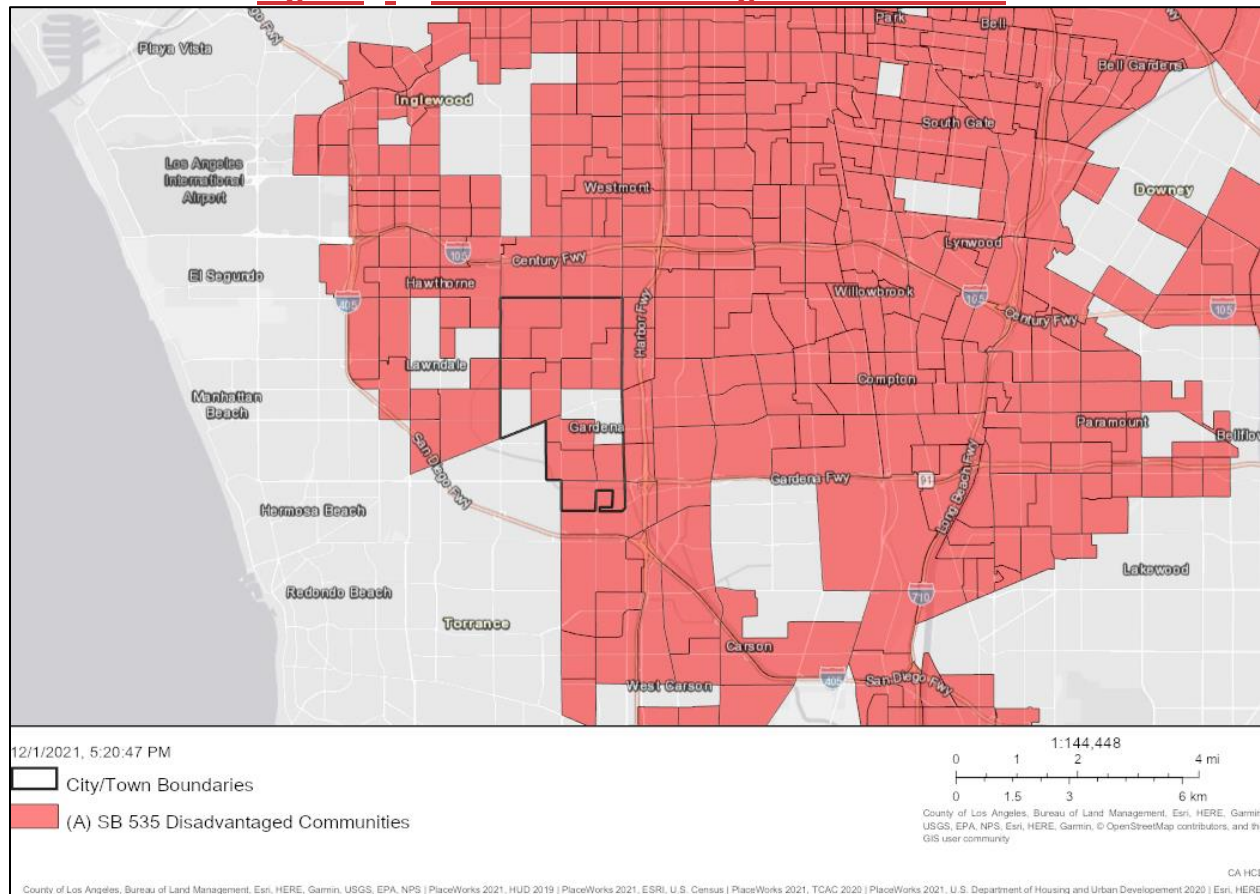 Playa Vista
Park
Bell
Bell Gardens
Inglewood
South Gate
Los Angeles
International
Airport
Westmont
Downey
Lynwood
105
Century Fwy
El Segundo
Hawthorne
Willowbrook
105
105
405
Century Fwy
Harbor Fwy
Lawndale
Compton
Manhattan
Beach
Gardena
Paramount
Bellflow
San Diego Fwy
Gardena Fwy
91
Long Beach Fwy
Hermosa Beach
Lakewood
Redondo Beach
710
Torrance
Carson
West Carson
405
San Diego Fwy
12/1/2021, 5:20:47 PM
City/Town Boundaries
(A) SB 535 Disadvantaged Communities
1:144,448
0 1 2 4 mi
0 1.5 3 6 km
County of Los Angeles, Bureau of Land Management, Esri, HERE, Garmin,
USGS, EPA, NPS, Esri, HERE, Garmin, © OpenStreetMap contributors, and the
GIS user community
CA H
County of Los Angeles, Bureau of Land Management, Esri, HERE, Garmin, USGS, EPA, NPS | PlaceWorks 2021, HUD 2019 | PlaceWorks 2021, ESRI, U.S. Census | PlaceWorks 2021, TCAC 2020 | PlaceWorks 2021, U.S. Department of Housing and Urban Development 2020 | Esri, HERE